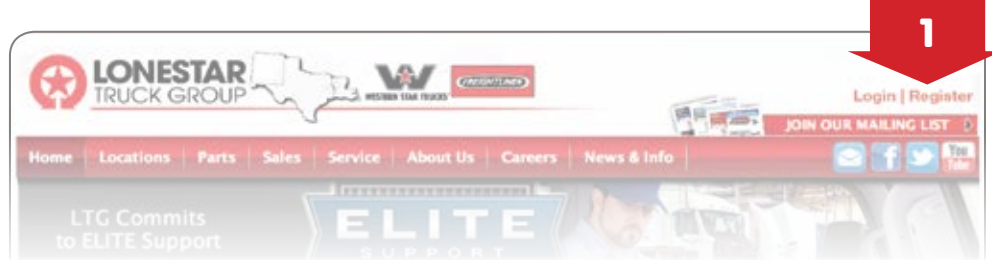 1
LONESTAR
TRUCK GROUP
WESTERN STAR TRUCKS
FREIGHTLINER
Login | Register
JOIN OUR MAILING LIST
Home Locations Parts Sales Service About Us Careers News & Info
You
Tube
LTG Commits
to ELITE Support
ELITE
SUPPORT